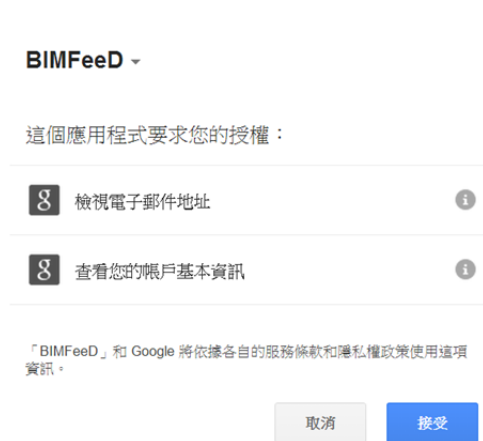 BIMFeeD
這個應用程式要求您的授權：
檢視電子郵件地址
查看您的帳戶基本資訊
「BIMFeeD」和 Google 將依據各自的服務條款和隱私權政策使用這項
資訊。
取消 接受